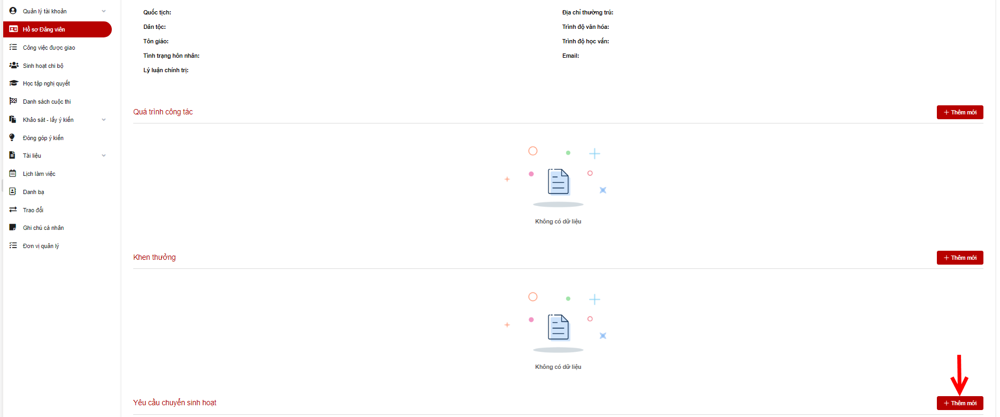 Quản lý tài khoản
Hồ sơ Đảng viên
Công việc được giao
Sinh hoạt chi bộ
Học tập nghị quyết
Danh sách cuộc thi
Khảo sát - lấy ý kiến
Đóng góp ý kiến
Tài liệu
Lịch làm việc
Danh bạ
Trao đổi
Ghi chú cá nhân
Đơn vị quản lý
Quốc tịch:
Địa chỉ thường trú:
Dân tộc:
Trình độ văn hóa:
Tôn giáo:
Trình độ học vấn:
Tình trạng hôn nhân:
Email:
Lý luận chính trị:
Quá trình công tác
+ Thêm mới
Không có dữ liệu
Khen thưởng
+ Thêm mới
Không có dữ liệu
Yêu cầu chuyển sinh hoạt
+ Thêm mới